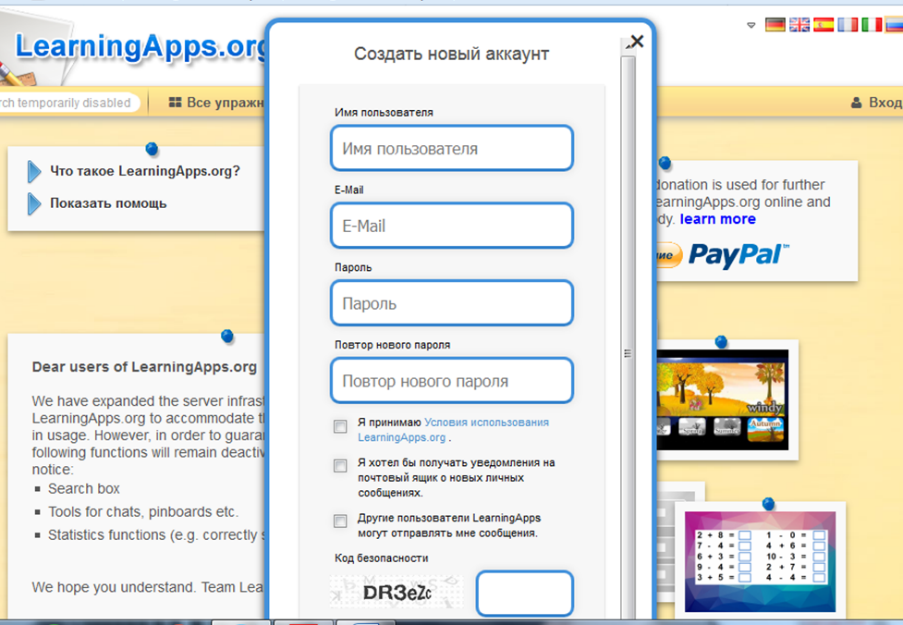 LearningApps.org
rch temporarily disabled
Все упражн
Вход
Что такое LearningApps.org?
Показать помощь
Dear users of LearningApps.org
We have expanded the server infrast
LearningApps.org to accommodate t
in usage. However, in order to guara
following functions will remain deactiv
notice:
Search box
Tools for chats, pinboards etc.
Statistics functions (e.g. correctly s
We hope you understand. Team Lea
Создать новый аккаунт
Имя пользователя
Имя пользователя
E-Mail
E-Mail
Пароль
Пароль
Повтор нового пароля
Повтор нового пароля
Я принимаю Условия использования
LearningApps.org .
Я хотел бы получать уведомления на
почтовый ящик о новых личных
сообщениях.
Другие пользователи LearningApps
могут отправлять мне сообщения.
Код безопасности
DR3eZc
donation is used for further
earningApps.org online and
dy. learn more
ие PayPal™
windy
Autumn
2 + 8 = 1 - 0 =
7 - 4 = 4 + 6 =
6 + 3 = 10 - 3 =
9 - 4 = 2 + 7 =
3 + 5 = 4 - 4 =